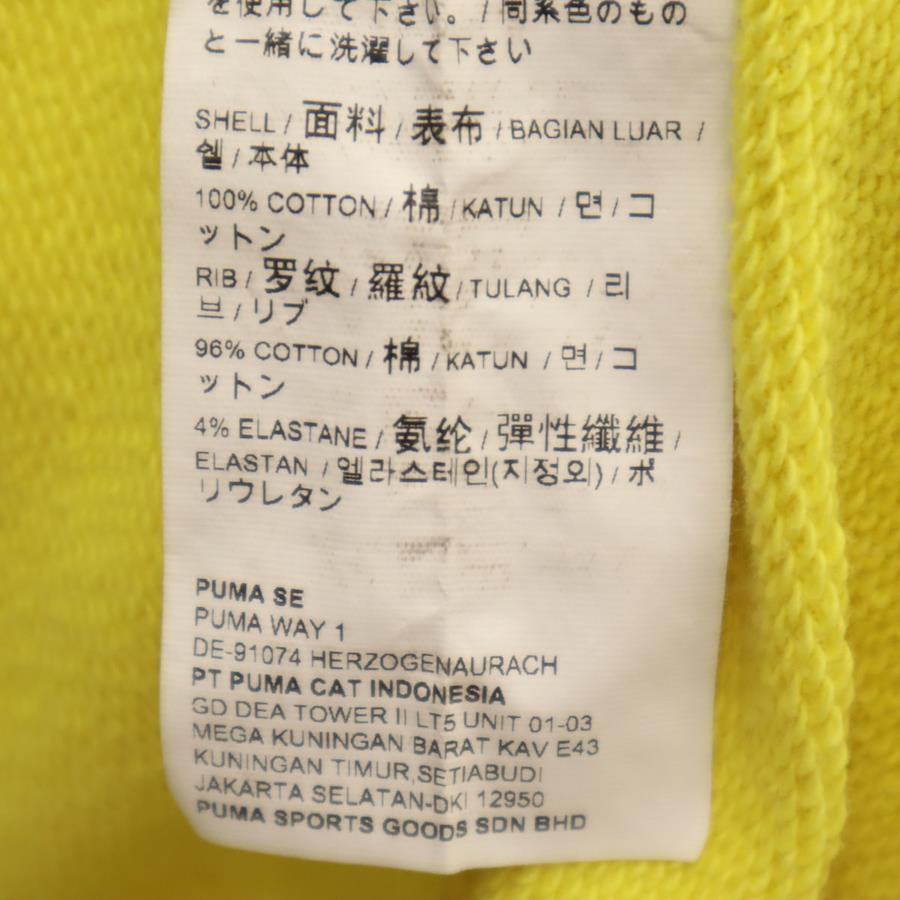 を使用して下さい。/ 同系色のもの
と一緒に洗濯して下さい
SHELL / 面料 / 表布 / BAGIAN LUAR /
쉘 / 本体
100% COTTON / 棉 / KATUN / 면 / コ
ットン
RIB / 罗纹 / 羅紋 / TULANG / 리
브 / リブ
96% COTTON / 棉 / KATUN / 면 / コ
ットン
4% ELASTANE / 氨纶 / 彈性纖維 /
ELASTAN / 엘라스테인(지정외) / ポ
リウレタン
PUMA SE
PUMA WAY 1
DE-91074 HERZOGENAURACH
PT PUMA CAT INDONESIA
GD DEA TOWER II LT5 UNIT 01-03
MEGA KUNINGAN BARAT KAV E43
KUNINGAN TIMUR,SETIABUDI
JAKARTA SELATAN-DKI 12950
PUMA SPORTS GOODS SDN BHD